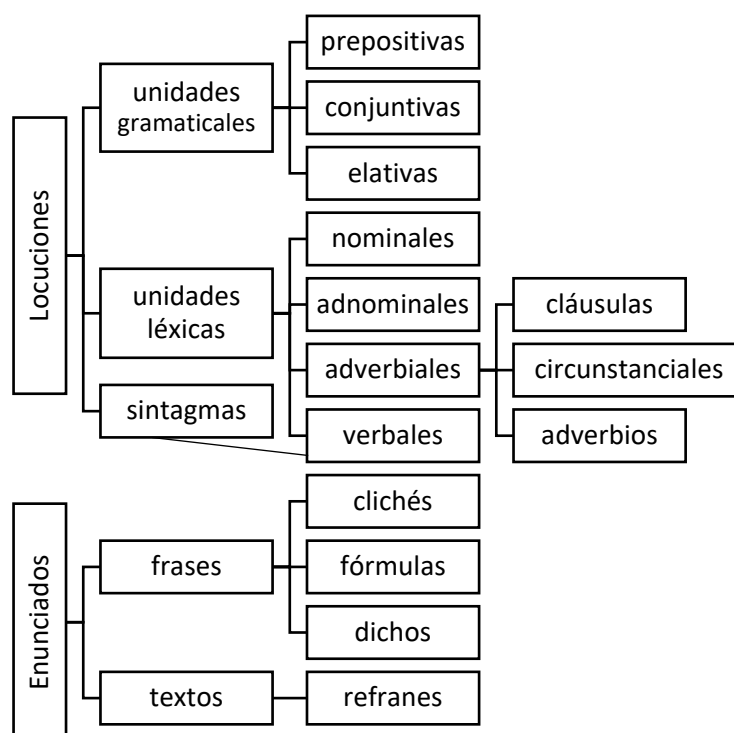 Locuciones
unidades
gramaticales
prepositivas
conjuntivas
elativas
unidades
léxicas
nominales
adnominales
adverbiales
cláusulas
circunstanciales
adverbios
verbales
sintagmas
Enunciados
frases
clichés
fórmulas
dichos
textos
refranes